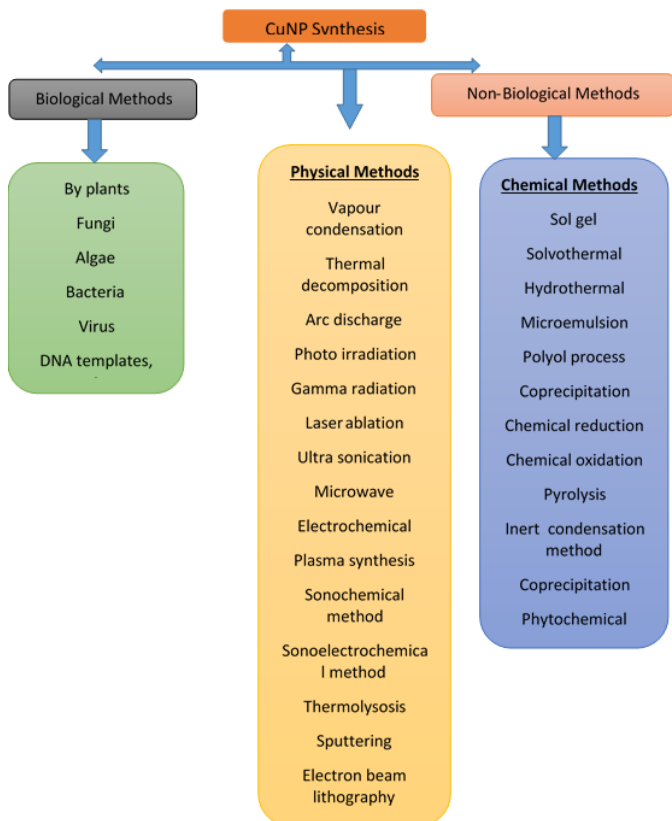 CuNP Synthesis
Biological Methods
Non-Biological Methods
By plants
Fungi
Algae
Bacteria
Virus
DNA templates,
Physical Methods
Vapour
condensation
Thermal
decomposition
Arc discharge
Photo irradiation
Gamma radiation
Laser ablation
Ultra sonication
Microwave
Electrochemical
Plasma synthesis
Sonochemical
method
Sonoelectrochemica
l method
Thermolysosis
Sputtering
Electron beam
lithography
Chemical Methods
Sol gel
Solvothermal
Hydrothermal
Microemulsion
Polyol process
Coprecipitation
Chemical reduction
Chemical oxidation
Pyrolysis
Inert condensation
method
Coprecipitation
Phytochemical